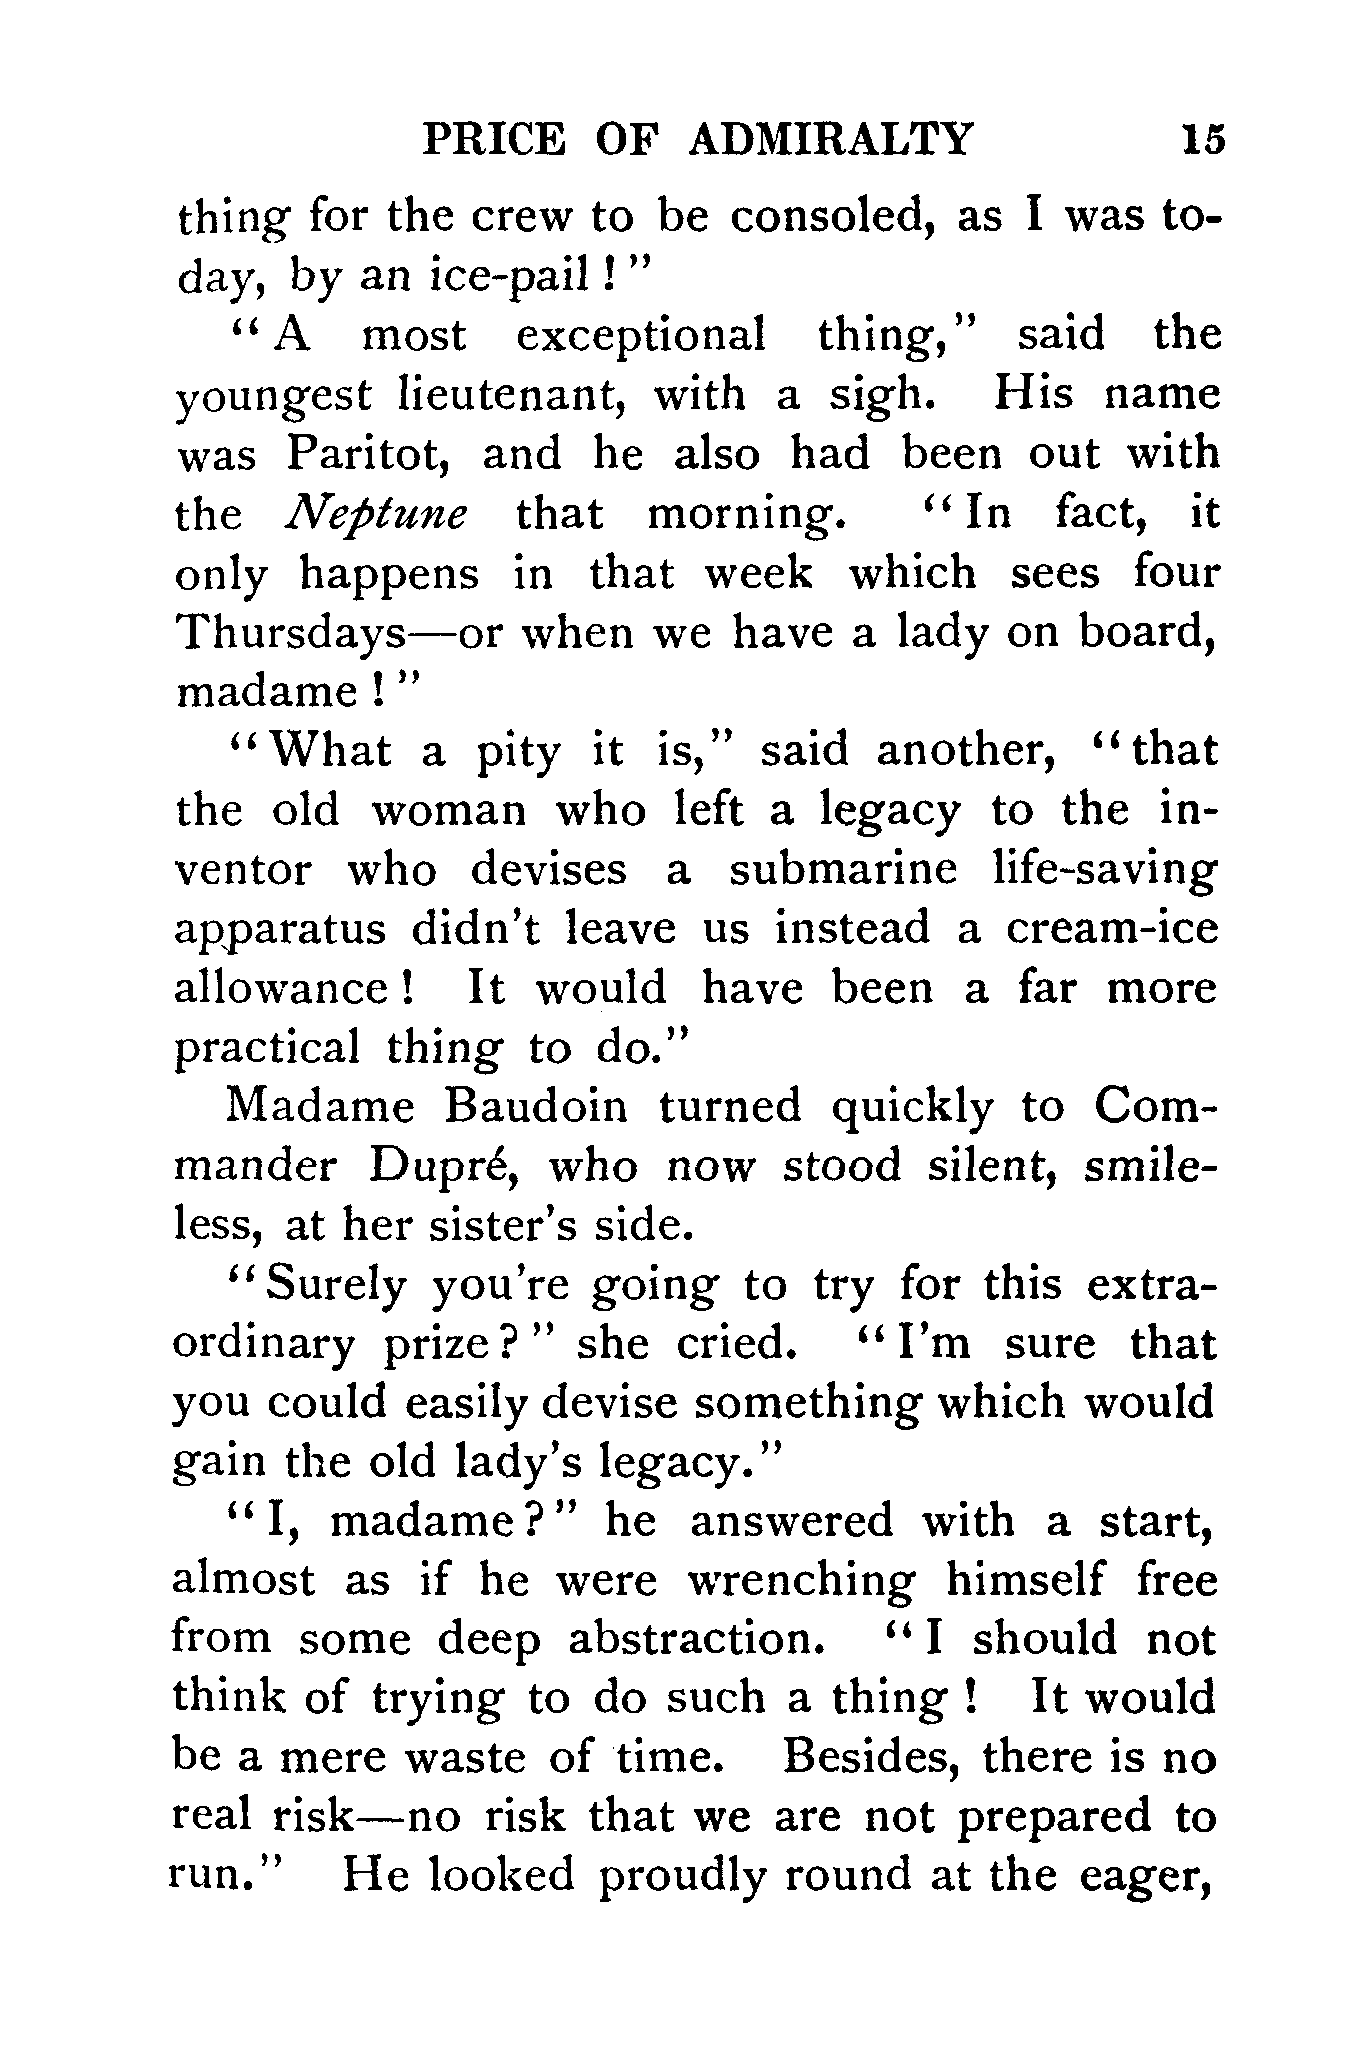 PRICE OF ADMIRALTY 15
thing for the crew to be consoled, as I was to-
day, by an ice-pail ! ”
“ A most exceptional thing,” said the
youngest lieutenant, with a sigh. His name
was Paritot, and he also had been out with
the Neptune that morning. “ In fact, it
only happens in that week which sees four
Thursdays—or when we have a lady on board,
madame ! ”
“ What a pity it is,” said another, “ that
the old woman who left a legacy to the in-
ventor who devises a submarine life-saving
apparatus didn’t leave us instead a cream-ice
allowance ! It would have been a far more
practical thing to do.”
Madame Baudoin turned quickly to Com-
mander Dupré, who now stood silent, smile-
less, at her sister’s side.
“ Surely you’re going to try for this extra-
ordinary prize ? ” she cried. “ I’m sure that
you could easily devise something which would
gain the old lady’s legacy.”
“ I, madame ? ” he answered with a start,
almost as if he were wrenching himself free
from some deep abstraction. “ I should not
think of trying to do such a thing ! It would
be a mere waste of time. Besides, there is no
real risk—no risk that we are not prepared to
run.” He looked proudly round at the eager,